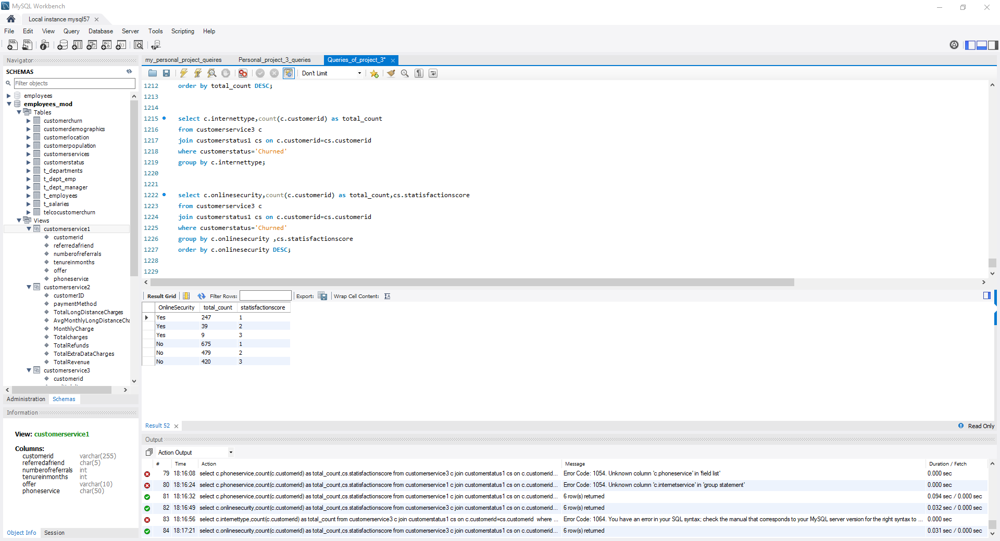 MySQL Workbench
Local instance mysql57
File Edit View Query Database Server Tools Scripting Help
Navigator
SCHEMAS
Filter objects
employees
employees_mod
Tables
customerchurn
customerdemographics
customerlocation
customerpopulation
customerservices
customerstatus
t_departments
t_dept_emp
t_dept_manager
t_employees
t_salaries
telcocustomerchurn
Views
customerservice1
customerid
referredafriend
numberofreferrals
tenureinmonths
offer
phoneservice
customerservice2
customerID
paymentMethod
TotalLongDistanceCharges
AvgMonthlyLongDistanceCha
MonthlyCharge
Totalcharges
TotalRefunds
TotalExtraDataCharges
TotalRevenue
customerservice3
customerid
Administration Schemas
Information
View: customerservice1
Columns:
customerid varchar(255)
referredafriend char(5)
numberofreferrals int
tenureinmonths int
offer varchar(10)
phoneservice char(50)
Object Info Session
my_personal_project_queires Personal_project_3_queries Queries_of_project_3*
Don't Limit
1212 order by total_count DESC;
1213
1214
1215 select c.internettype,count(c.customerid) as total_count
1216 from customerservice3 c
1217 join customerstatus1 cs on c.customerid=cs.customerid
1218 where customerstatus='Churned'
1219 group by c.internettype;
1220
1221
1222 select c.onlinesecurity,count(c.customerid) as total_count,cs.statisfactionscore
1223 from customerservice3 c
1224 join customerstatus1 cs on c.customerid=cs.customerid
1225 where customerstatus='Churned'
1226 group by c.onlinesecurity ,cs.statisfactionscore
1227 order by c.onlinesecurity DESC;
1228
1229
Result Grid Filter Rows: Export: Wrap Cell Content:
OnlineSecurity total_count statisfactionscore
Yes 247 1
Yes 39 2
Yes 9 3
No 675 1
No 479 2
No 420 3
Result 52 Read Only
Output
Action Output
# Time Action Message Duration / Fetch
79 18:16:08 select c.phoneservice,count(c.customerid) as total_count,cs.statisfactionscore from customerservice3 c join customerstatus1 cs on c.customerid... Error Code: 1054. Unknown column 'c.phoneservice' in 'field list' 0.000 sec
80 18:16:24 select c.phoneservice,count(c.customerid) as total_count,cs.statisfactionscore from customerservice1 c join customerstatus1 cs on c.customerid... Error Code: 1054. Unknown column 'c.internetservice' in 'group statement' 0.000 sec
81 18:16:32 select c.phoneservice,count(c.customerid) as total_count,cs.statisfactionscore from customerservice1 c join customerstatus1 cs on c.customerid... 6 row(s) returned 0.094 sec / 0.000 sec
82 18:16:49 select c.onlinesecurity,count(c.customerid) as total_count,cs.statisfactionscore from customerservice3 c join customerstatus1 cs on c.customerid... 6 row(s) returned 0.032 sec / 0.000 sec
83 18:16:56 select c.internettype,count(c.customerid) as total_count from customerservice3 c join customerstatus1 cs on c.customerid=cs.customerid where ... Error Code: 1064. You have an error in your SQL syntax; check the manual that corresponds to your MySQL server version for the right syntax to ... 0.000 sec
84 18:17:21 select c.onlinesecurity,count(c.customerid) as total_count,cs.statisfactionscore from customerservice3 c join customerstatus1 cs on c.customerid... 6 row(s) returned 0.031 sec / 0.000 sec